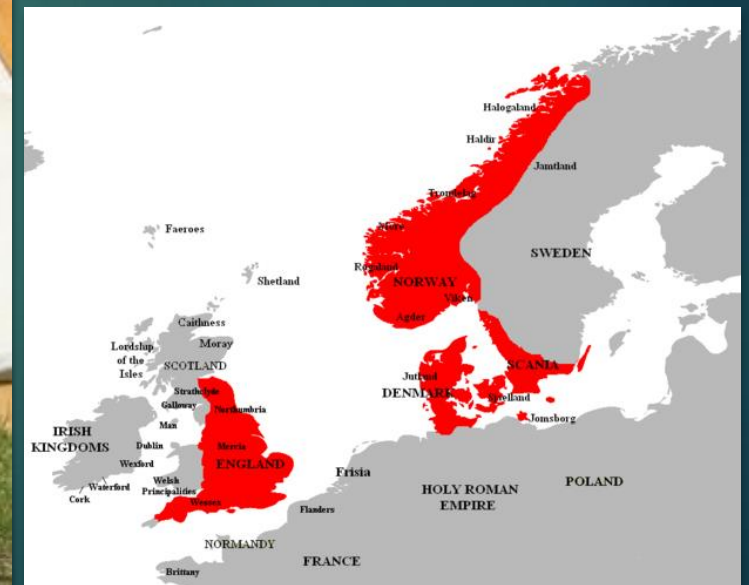 Halogaland
Haldir
Jamtland
Trondelag
More
Faeroes
SWEDEN
Rogaland
Shetland
NORWAY
Viken
Agder
Caithness
Lordship
of the
Isles
Moray
SCOTLAND
SCANIA
Jutland
DENMARK
Sjaelland
Strathclyde
Galloway
Northumbria
Jomsborg
Man
IRISH
KINGDOMS
Dublin
Mercia
ENGLAND
Wexford
Frisia
Waterford
Welsh
Principalities
POLAND
Cork
HOLY ROMAN
EMPIRE
Wessex
Flanders
NORMANDY
FRANCE
Brittany